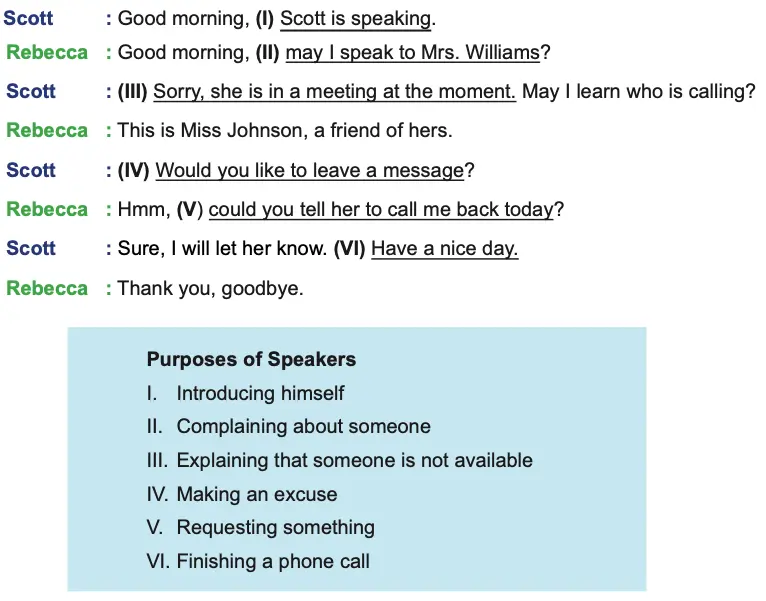 Scott : Good morning, (I) Scott is speaking.
Rebecca : Good morning, (II) may I speak to Mrs. Williams?
Scott : (III) Sorry, she is in a meeting at the moment. May I learn who is calling?
Rebecca : This is Miss Johnson, a friend of hers.
Scott : (IV) Would you like to leave a message?
Rebecca : Hmm, (V) could you tell her to call me back today?
Scott : Sure, I will let her know. (VI) Have a nice day.
Rebecca : Thank you, goodbye.
Purposes of Speakers
I. Introducing himself
II. Complaining about someone
III. Explaining that someone is not available
IV. Making an excuse
V. Requesting something
VI. Finishing a phone call